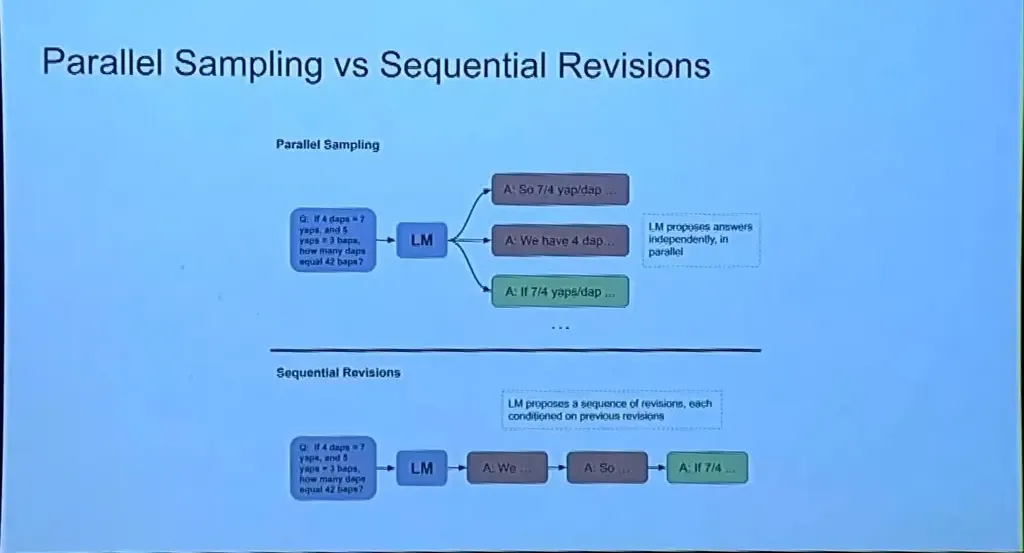 Parallel Sampling vs Sequential Revisions
Parallel Sampling
Q: If 4 daps = 7
yaps, and 5
yaps = 3 baps,
how many daps
equal 42 baps?
LM
A: So 7/4 yap/dap ...
A: We have 4 dap...
A: If 7/4 yaps/dap ...
...
LM proposes answers
independently, in
parallel
Sequential Revisions
LM proposes a sequence of revisions, each
conditioned on previous revisions
Q: If 4 daps = 7
yaps, and 5
yaps = 3 baps,
how many daps
equal 42 baps?
LM
A: We ...
A: So ...
A: If 7/4 ...